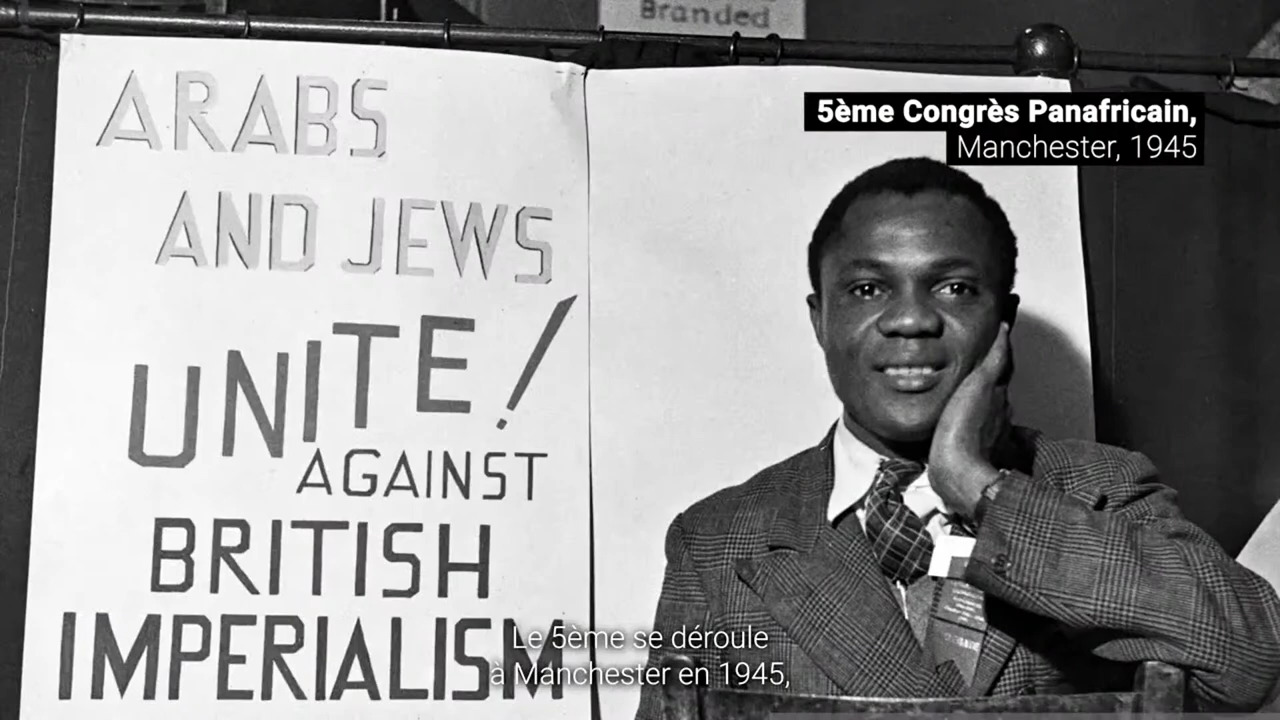 Branded
5ème Congrès Panafricain,
Manchester, 1945
ARABS
AND JEWS
UNITE!
AGAINST
BRITISH
IMPERIALISM
Le 5ème se déroule
à Manchester en 1945,